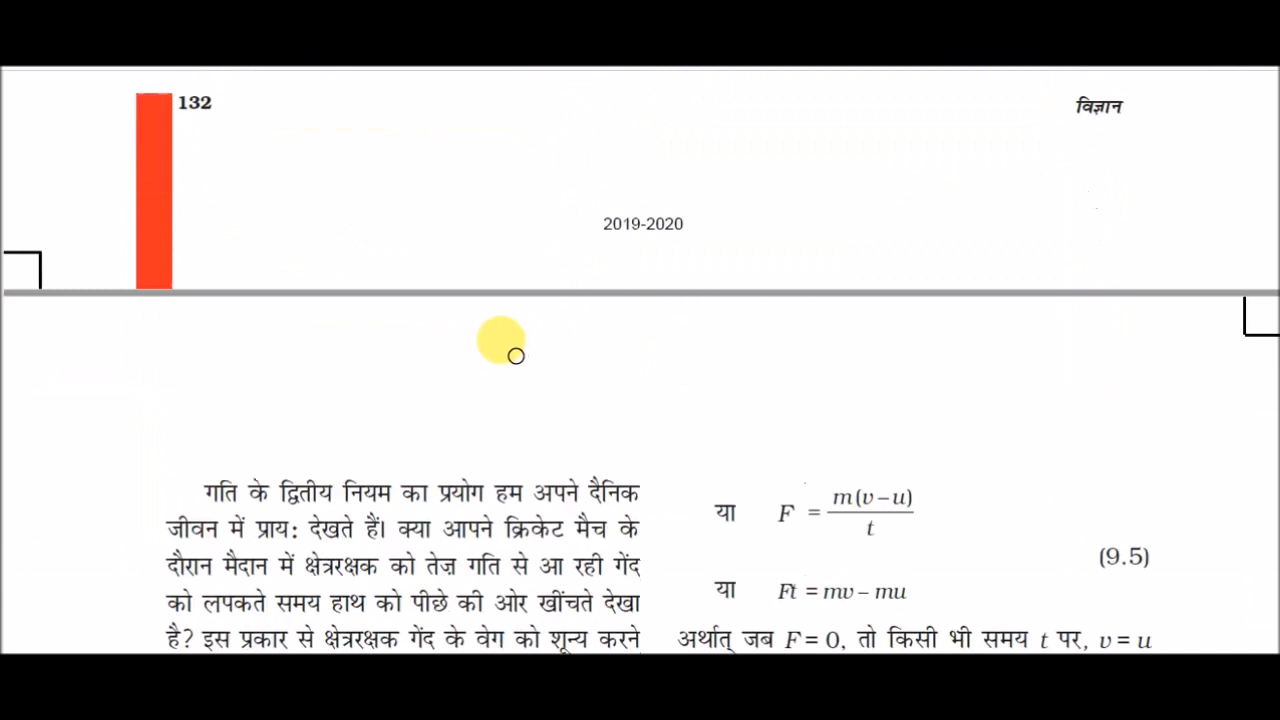 132
विज्ञान
2019-2020
गति के द्वितीय नियम का प्रयोग हम अपने दैनिक
जीवन में प्राय: देखते हैं। क्या आपने क्रिकेट मैच के
दौरान मैदान में क्षेत्ररक्षक को तेज़ गति से आ रही गेंद
को लपकते समय हाथ को पीछे की ओर खींचते देखा
है? इस प्रकार से क्षेत्ररक्षक गेंद के वेग को शून्य करने
या F = m(v–u)/t
(9.5)
या Ft = mv – mu
अर्थात् जब F = 0, तो किसी भी समय t पर, v = u